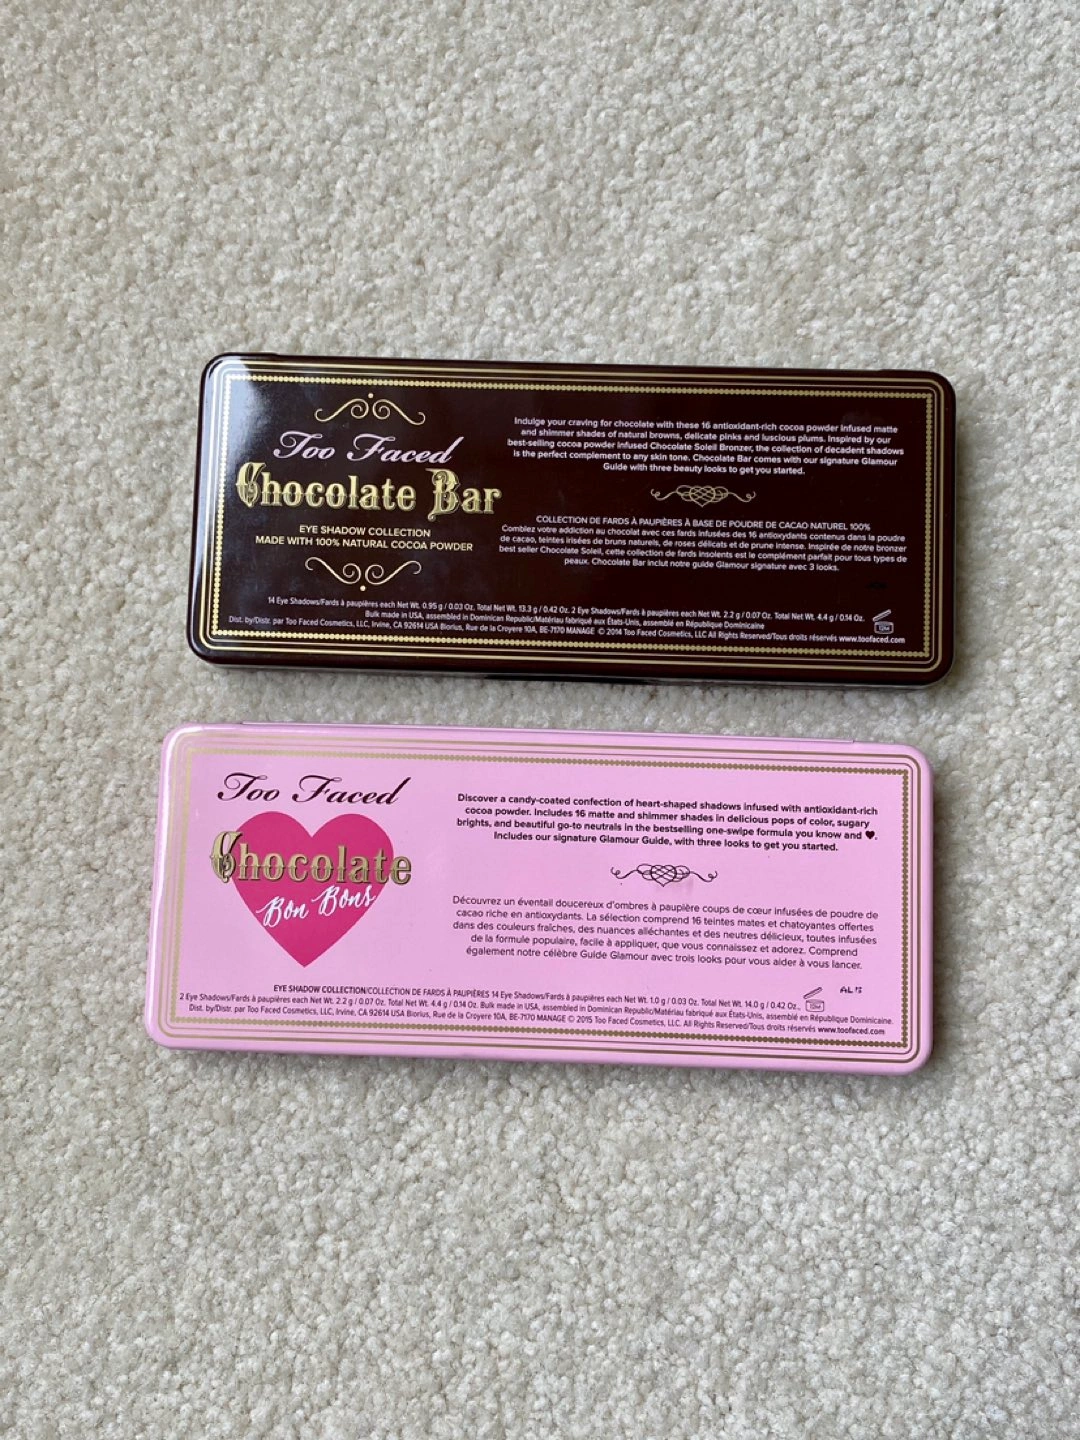 Too Faced
Chocolate Bar
EYE SHADOW COLLECTION
MADE WITH 100% NATURAL COCOA POWDER
Indulge your craving for chocolate with these 16 antioxidant-rich cocoa powder infused matte
and shimmer shades of natural browns, delicate pinks and luscious plums. Inspired by our
best-selling cocoa powder infused Chocolate Soleil Bronzer, the collection of decadent shadows
is the perfect complement to any skin tone. Chocolate Bar comes with our signature Glamour
Guide with three beauty looks to get you started.
COLLECTION DE FARDS À PAUPIÈRES À BASE DE POUDRE DE CACAO NATUREL 100%
Comblez votre addiction au chocolat avec ces fards infusées des 16 antioxydants contenus dans la poudre
de cacao, teintes irisées de bruns naturels, de roses délicats et de prune intense. Inspirée de notre bronzer
best seller Chocolate Soleil, cette collection de fards insolents est le complément parfait pour tous types de
peaux. Chocolate Bar inclut notre guide Glamour signature avec 3 looks.
14 Eye Shadows/Fards à paupières each Net Wt. 0.95 g / 0.03 Oz. Total Net Wt. 13.3 g / 0.42 Oz. 2 Eye Shadows/Fards à paupières each Net Wt. 2.2 g / 0.07 Oz. Total Net Wt. 4.4 g / 0.14 Oz.
Bulk made in USA, assembled in Dominican Republic/Matériau fabriqué aux États-Unis, assemblé en République Dominicaine
Dist. by/Distr. par Too Faced Cosmetics, LLC, Irvine, CA 92614 USA Biorius, Rue de la Croyere 10A, BE-7170 MANAGE © 2014 Too Faced Cosmetics, LLC All Rights Reserved/Tous droits réservés www.toofaced.com
12M
Too Faced
Chocolate
Bon Bons
Discover a candy-coated confection of heart-shaped shadows infused with antioxidant-rich
cocoa powder. Includes 16 matte and shimmer shades in delicious pops of color, sugary
brights, and beautiful go-to neutrals in the bestselling one-swipe formula you know and ♥.
Includes our signature Glamour Guide, with three looks to get you started.
Découvrez un éventail doucereux d'ombres à paupière coups de cœur infusées de poudre de
cacao riche en antioxydants. La sélection comprend 16 teintes mates et chatoyantes offertes
dans des couleurs fraîches, des nuances alléchantes et des neutres délicieux, toutes infusées
de la formule populaire, facile à appliquer, que vous connaissez et adorez. Comprend
également notre célèbre Guide Glamour avec trois looks pour vous aider à vous lancer.
EYE SHADOW COLLECTION/COLLECTION DE FARDS À PAUPIÈRES 14 Eye Shadows/Fards à paupières each Net Wt. 1.0 g / 0.03 Oz. Total Net Wt. 14.0 g / 0.42 Oz.,
2 Eye Shadows/Fards à paupières each Net Wt. 2.2 g / 0.07 Oz. Total Net Wt. 4.4 g / 0.14 Oz. Bulk made in USA, assembled in Dominican Republic/Matériau fabriqué aux États-Unis, assemblé en République Dominicaine.
Dist. by/Distr. par Too Faced Cosmetics, LLC, Irvine, CA 92614 USA Biorius, Rue de la Croyere 10A, BE-7170 MANAGE © 2015 Too Faced Cosmetics, LLC. All Rights Reserved/Tous droits réservés www.toofaced.com
12M